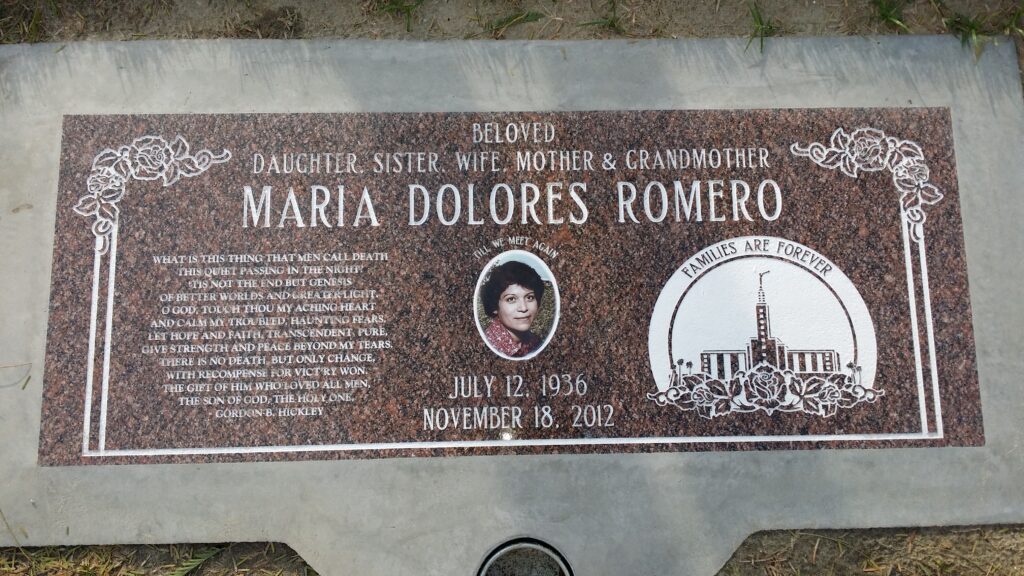 BELOVED
DAUGHTER, SISTER, WIFE, MOTHER & GRANDMOTHER
MARIA DOLORES ROMERO
WHAT IS THIS THING THAT MEN CALL DEATH
THIS QUIET PASSING IN THE NIGHT?
'TIS NOT THE END BUT GENESIS
OF BETTER WORLDS AND GREATER LIGHT.
O GOD, TOUCH THOU MY ACHING HEART
AND CALM MY TROUBLED, HAUNTING FEARS.
LET HOPE AND FAITH, TRANSCENDENT, PURE,
GIVE STRENGTH AND PEACE BEYOND MY TEARS.
THERE IS NO DEATH, BUT ONLY CHANGE,
WITH RECOMPENSE FOR VICT'RY WON.
THE GIFT OF HIM WHO LOVED ALL MEN,
THE SON OF GOD, THE HOLY ONE.
GORDON B. HICKLEY
TILL WE MEET AGAIN
JULY 12, 1936
NOVEMBER 18, 2012
FAMILIES ARE FOREVER